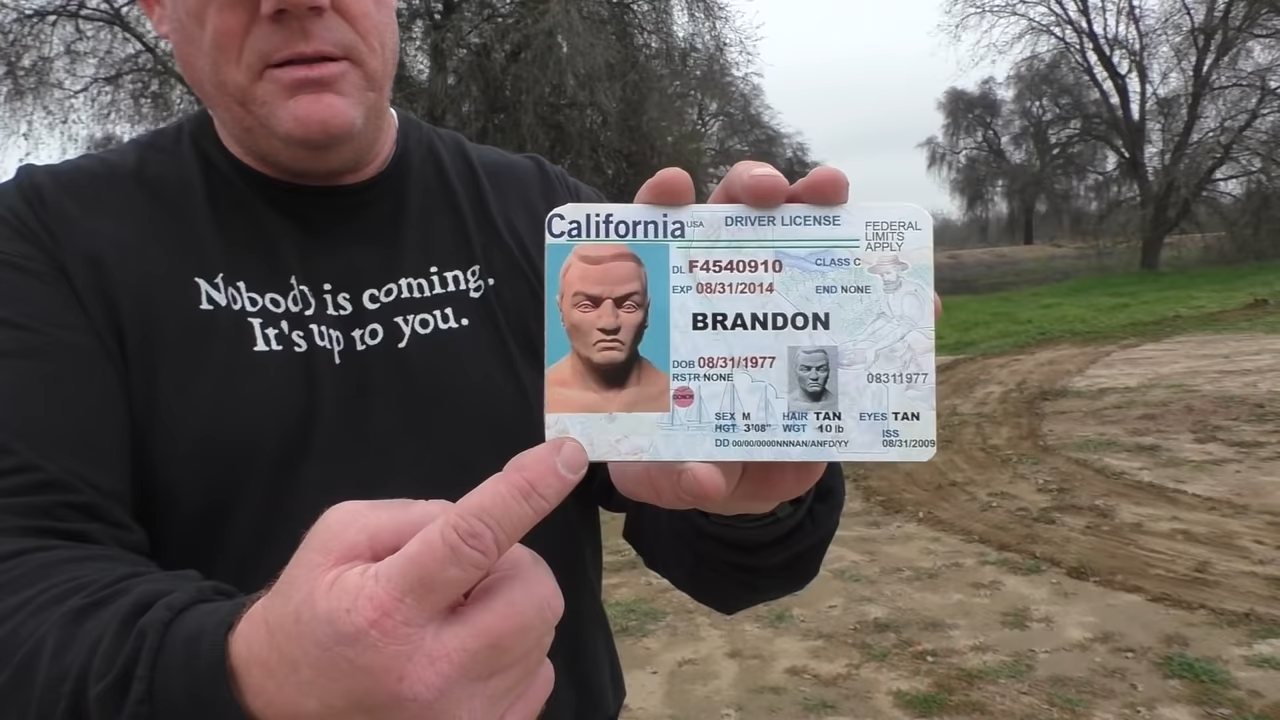 Nobody is coming.
It's up to you.
California USA DRIVER LICENSE
FEDERAL
LIMITS
APPLY
DL F4540910 CLASS C
EXP 08/31/2014 END NONE
BRANDON
DOB 08/31/1977
RSTR NONE
08311977
DONOR
SEX M HAIR TAN EYES TAN
HGT 3'08" WGT 10 lb
ISS
DD 00/00/0000NNNAN/ANFD/YY 08/31/2009